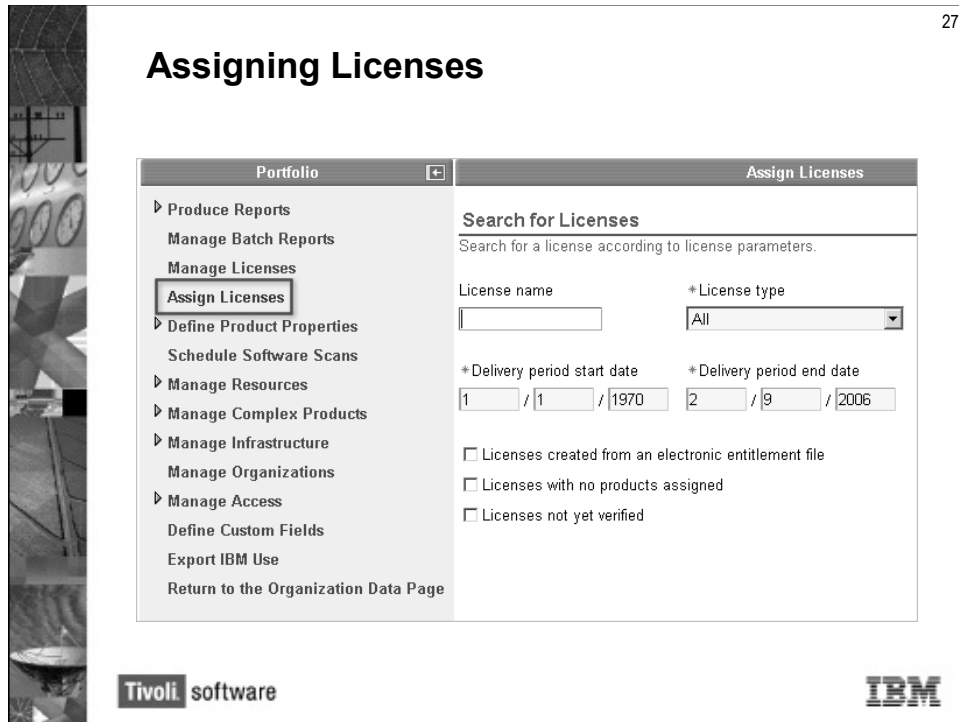 27
Assigning Licenses
Portfolio
Produce Reports
Manage Batch Reports
Manage Licenses
Assign Licenses
Define Product Properties
Schedule Software Scans
Manage Resources
Manage Complex Products
Manage Infrastructure
Manage Organizations
Manage Access
Define Custom Fields
Export IBM Use
Return to the Organization Data Page
Assign Licenses
Search for Licenses
Search for a license according to license parameters.
License name
*License type
All
*Delivery period start date
*Delivery period end date
1 / 1 / 1970
2 / 9 / 2006
Licenses created from an electronic entitlement file
Licenses with no products assigned
Licenses not yet verified
Tivoli. software
IBM